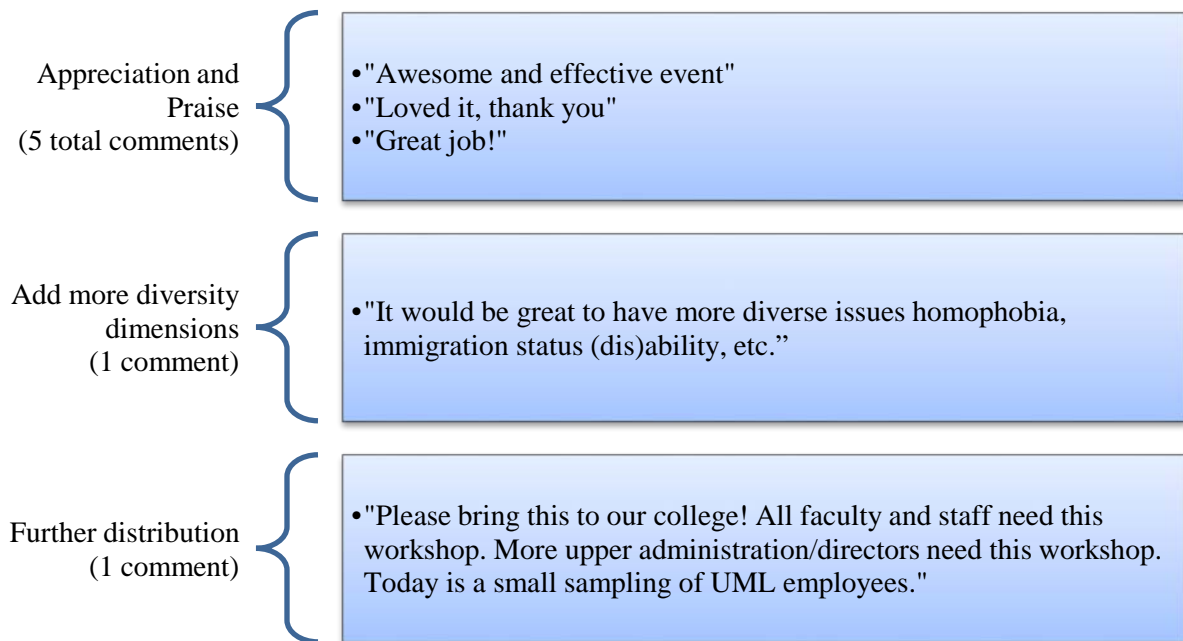 Appreciation and
Praise
(5 total comments)
•"Awesome and effective event"
•"Loved it, thank you"
•"Great job!"
Add more diversity
dimensions
(1 comment)
•"It would be great to have more diverse issues homophobia,
immigration status (dis)ability, etc.”
Further distribution
(1 comment)
•"Please bring this to our college! All faculty and staff need this
workshop. More upper administration/directors need this workshop.
Today is a small sampling of UML employees."